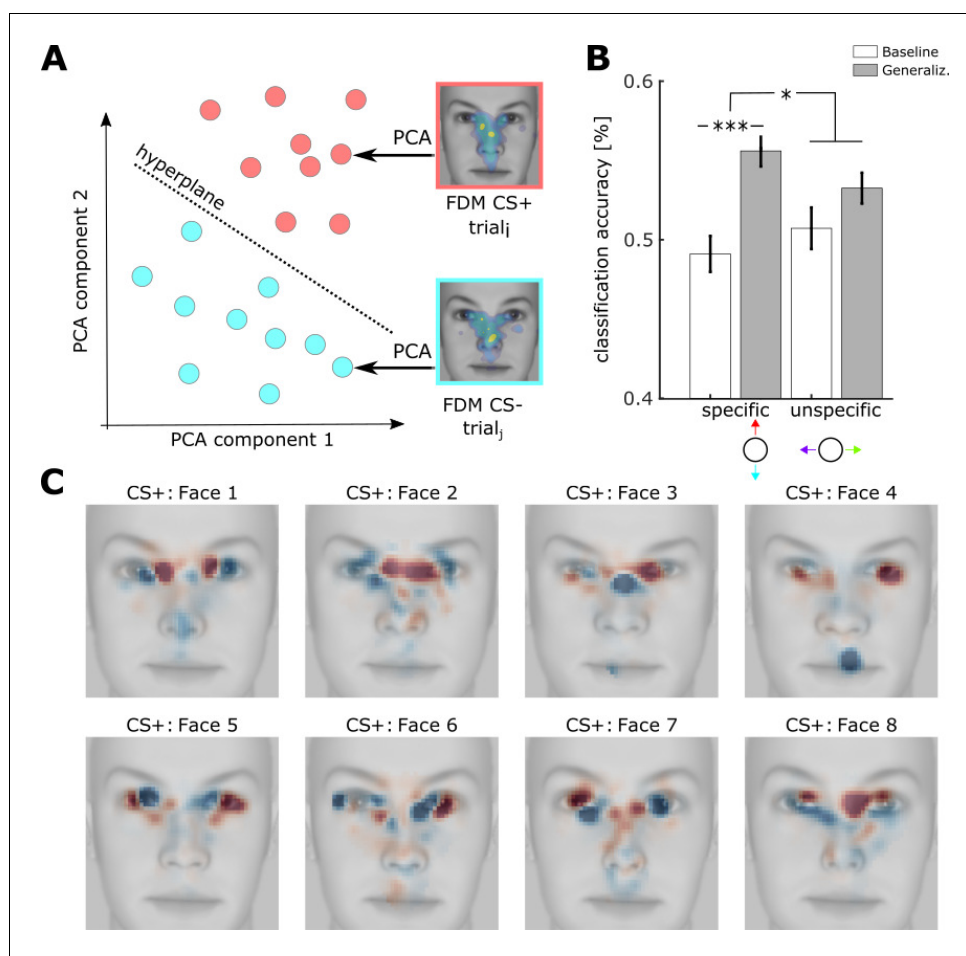 A
PCA component 2
hyperplane
PCA
FDM CS+
trialᵢ
PCA
FDM CS-
trialⱼ
PCA component 1
B
Baseline
Generaliz.
classification accuracy [%]
0.6
0.5
0.4
*
***
specific
unspecific
C
CS+: Face 1
CS+: Face 2
CS+: Face 3
CS+: Face 4
CS+: Face 5
CS+: Face 6
CS+: Face 7
CS+: Face 8